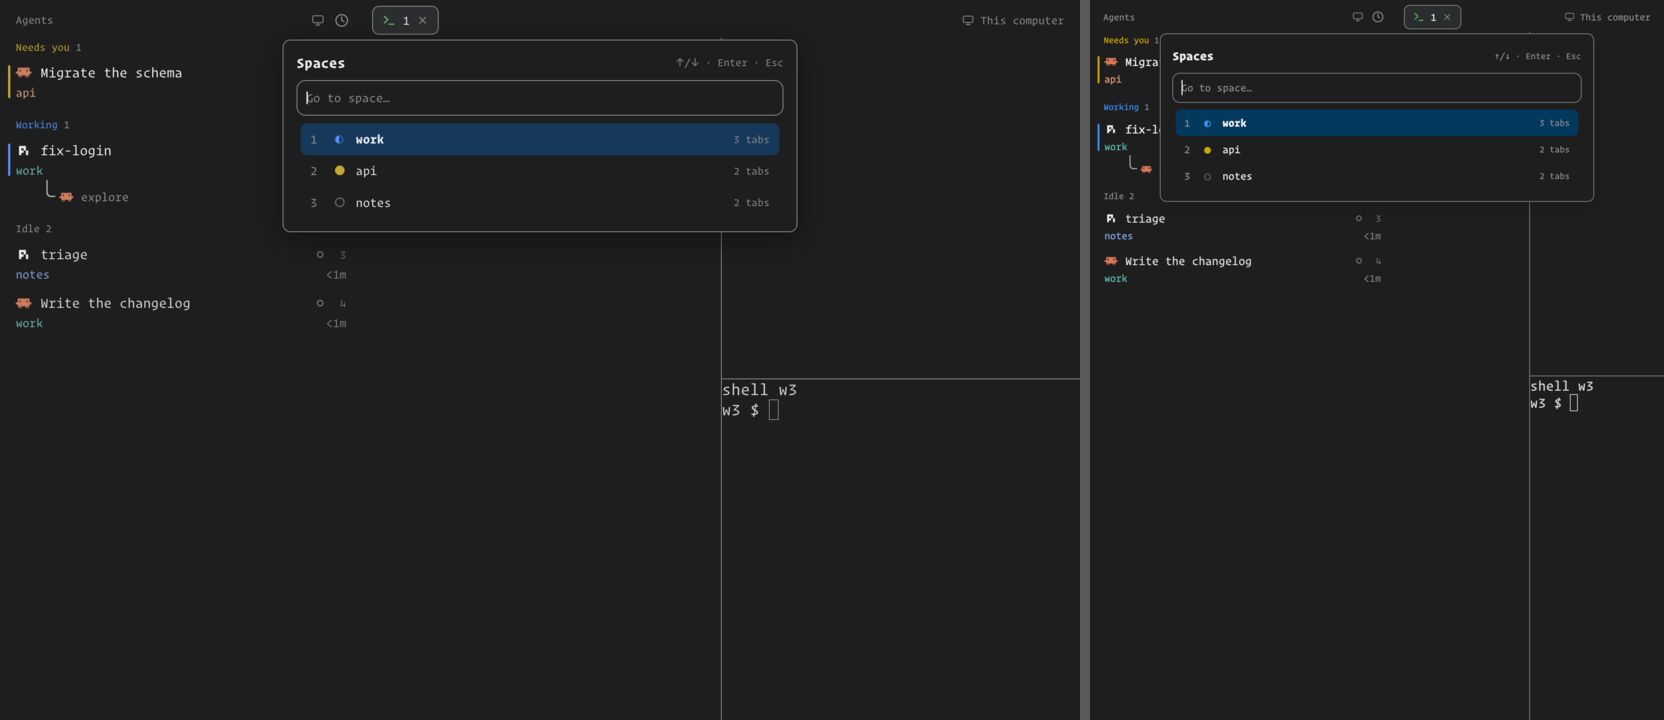 Agents
>_ 1 ×
This computer
Needs you 1
Migrate the schema
api
Working 1
fix-login
work
explore
Idle 2
triage
3
notes
<1m
Write the changelog
4
work
<1m
Spaces
↑/↓ · Enter · Esc
Go to space…
1 work 3 tabs
2 api 2 tabs
3 notes 2 tabs
shell w3
w3 $
Agents
>_ 1 ×
This computer
Needs you 1
Migra
api
Working 1
fix-l
work
Idle 2
triage
3
notes
<1m
Write the changelog
4
work
<1m
Spaces
↑/↓ · Enter · Esc
Go to space…
1 work 3 tabs
2 api 2 tabs
3 notes 2 tabs
shell w3
w3 $